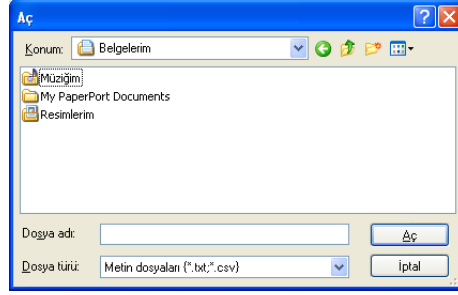 Aç
Konum: Belgelerim
Müziğim
My PaperPort Documents
Resimlerim
Dosya adı: Aç
Dosya türü: Metin dosyaları {*.txt;*.csv} İptal